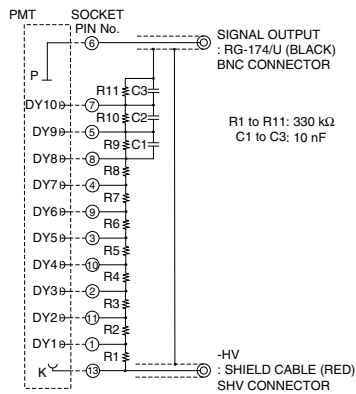 PMT
SOCKET
PIN No.
6
SIGNAL OUTPUT
: RG-174/U (BLACK)
BNC CONNECTOR
P
R11 C3
DY10 7
R10 C2
R1 to R11: 330 kΩ
C1 to C3: 10 nF
DY9 5
R9 C1
DY8 8
R8
DY7 4
R7
DY6 9
R6
DY5 3
R5
DY4 10
R4
DY3 2
R3
DY2 11
R2
DY1 1
R1
-HV
: SHIELD CABLE (RED)
SHV CONNECTOR
K 13